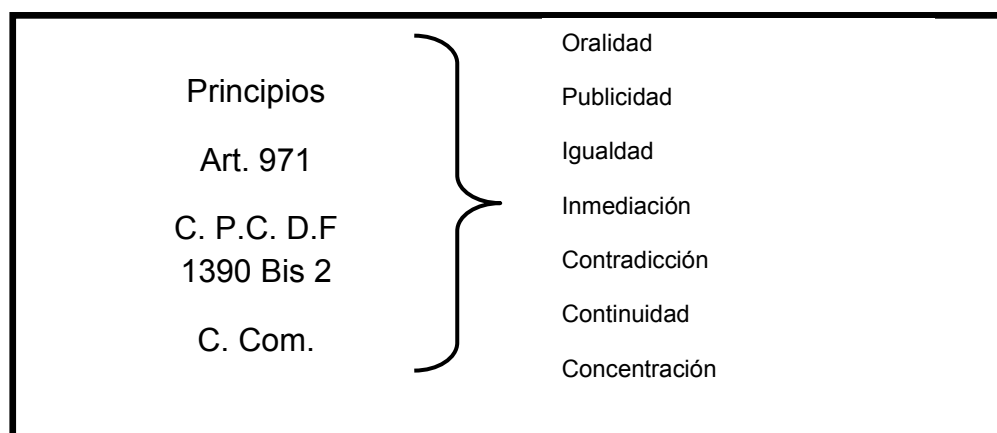 Principios
Art. 971
C. P.C. D.F
1390 Bis 2
C. Com.
Oralidad
Publicidad
Igualdad
Inmediación
Contradicción
Continuidad
Concentración